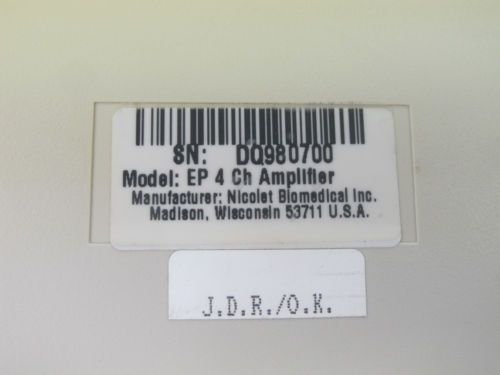 SN: DQ980700
Model: EP 4 Ch Amplifier
Manufacturer: Nicolet Biomedical Inc.
Madison, Wisconsin 53711 U.S.A.
J.D.R./O.K.